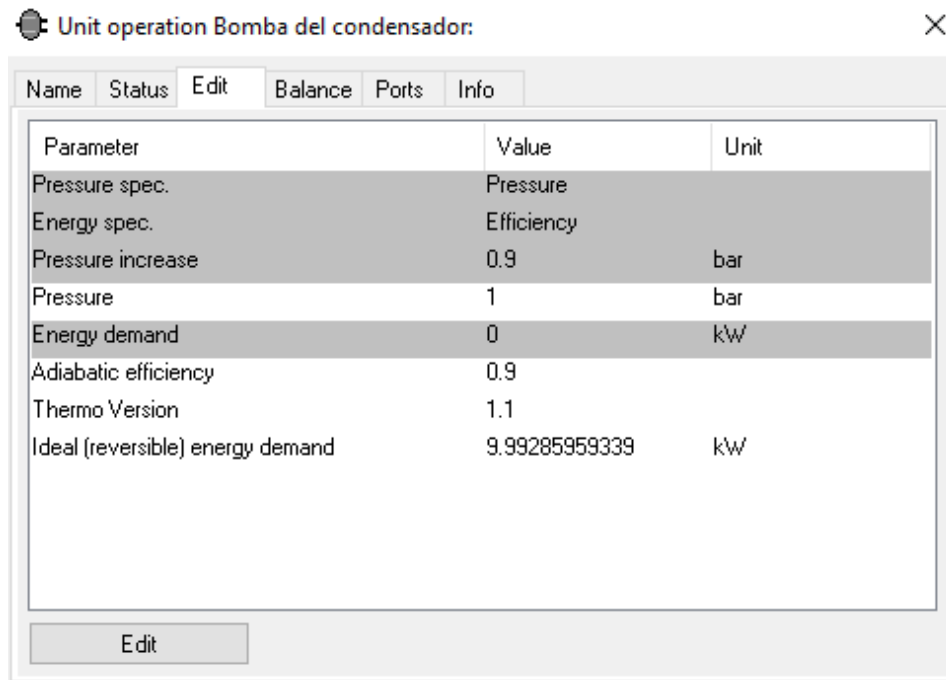 Unit operation Bomba del condensador:
Name Status Edit Balance Ports Info
Parameter Value Unit
Pressure spec. Pressure
Energy spec. Efficiency
Pressure increase 0.9 bar
Pressure 1 bar
Energy demand 0 kW
Adiabatic efficiency 0.9
Thermo Version 1.1
Ideal (reversible) energy demand 9.99285959339 kW
Edit